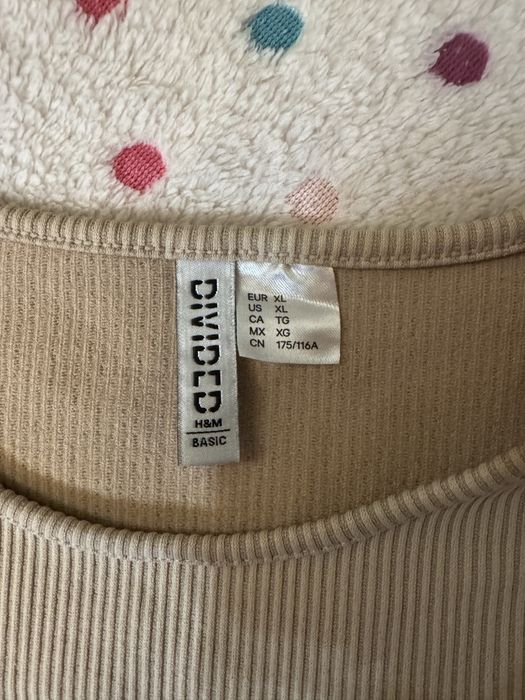 DIVIDED
H&M
BASIC
EUR XL
US XL
CA TG
MX XG
CN 175/116A